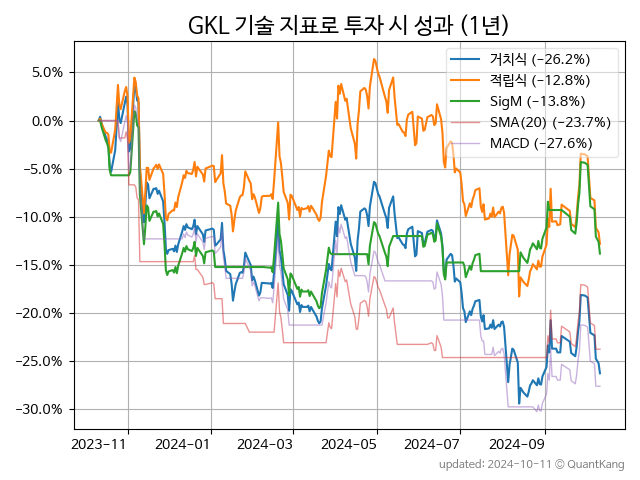 GKL 기술 지표로 투자 시 성과 (1년)
거치식 (−26.2%)
적립식 (−12.8%)
SigM (−13.8%)
SMA(20) (−23.7%)
MACD (−27.6%)
5.0%
0.0%
−5.0%
−10.0%
−15.0%
−20.0%
−25.0%
−30.0%
2023−11 2024−01 2024−03 2024−05 2024−07 2024−09
updated: 2024-10-11 © QuantKang